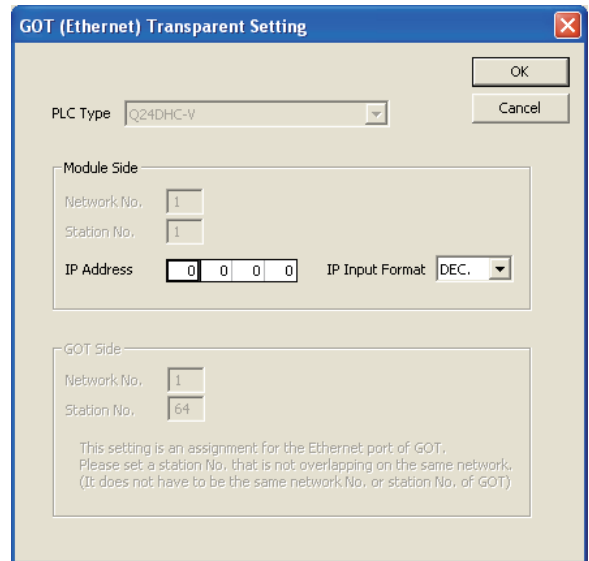 GOT (Ethernet) Transparent Setting
OK
PLC Type Q24DHC-V
Cancel
Module Side
Network No. 1
Station No. 1
IP Address 0 0 0 0 IP Input Format DEC.
GOT Side
Network No. 1
Station No. 64
This setting is an assignment for the Ethernet port of GOT.
Please set a station No. that is not overlapping on the same network.
(It does not have to be the same network No. or station No. of GOT)